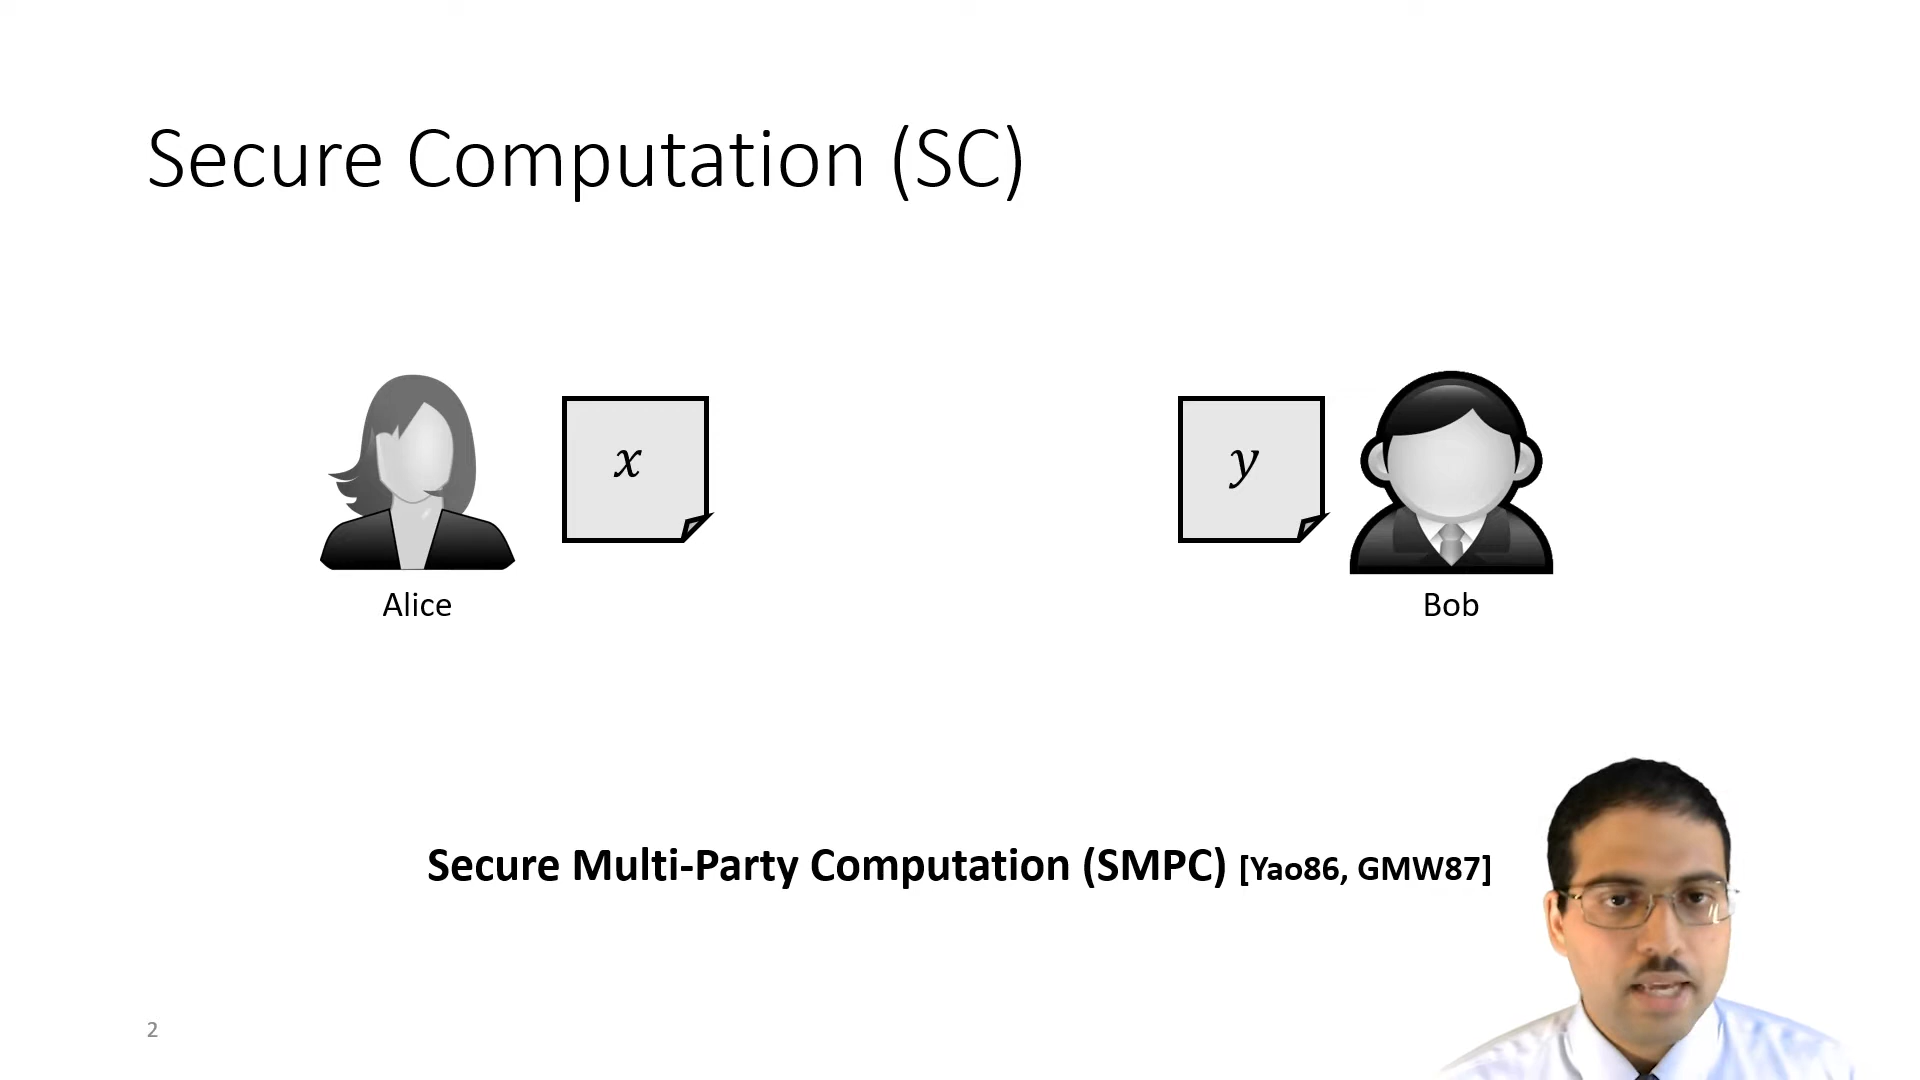 Secure Computation (SC)
x
y
Alice
Bob
Secure Multi-Party Computation (SMPC) [Yao86, GMW87]
2